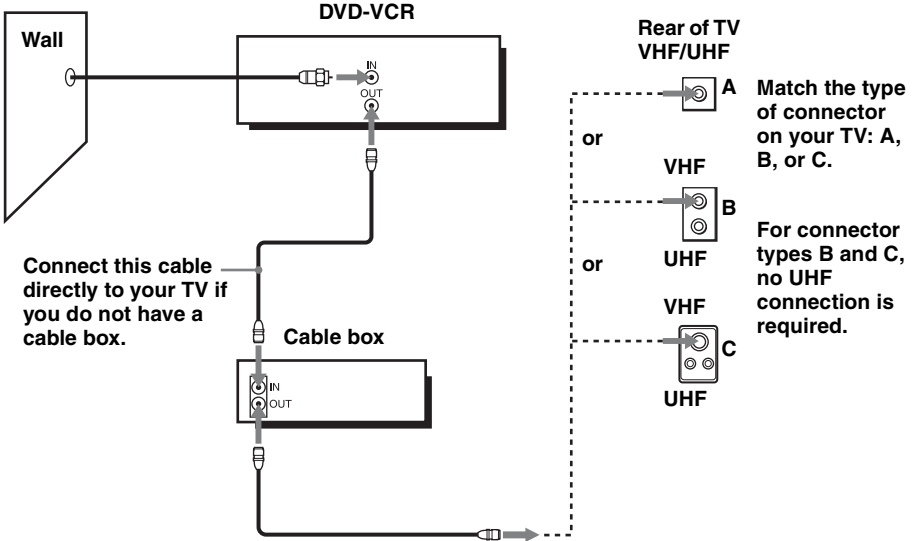 DVD-VCR
Wall
IN
OUT
Connect this cable
directly to your TV if
you do not have a
cable box.
Cable box
IN
OUT
Rear of TV
VHF/UHF
A
or
VHF
B
UHF
or
VHF
C
UHF
Match the type
of connector
on your TV: A,
B, or C.
For connector
types B and C,
no UHF
connection is
required.